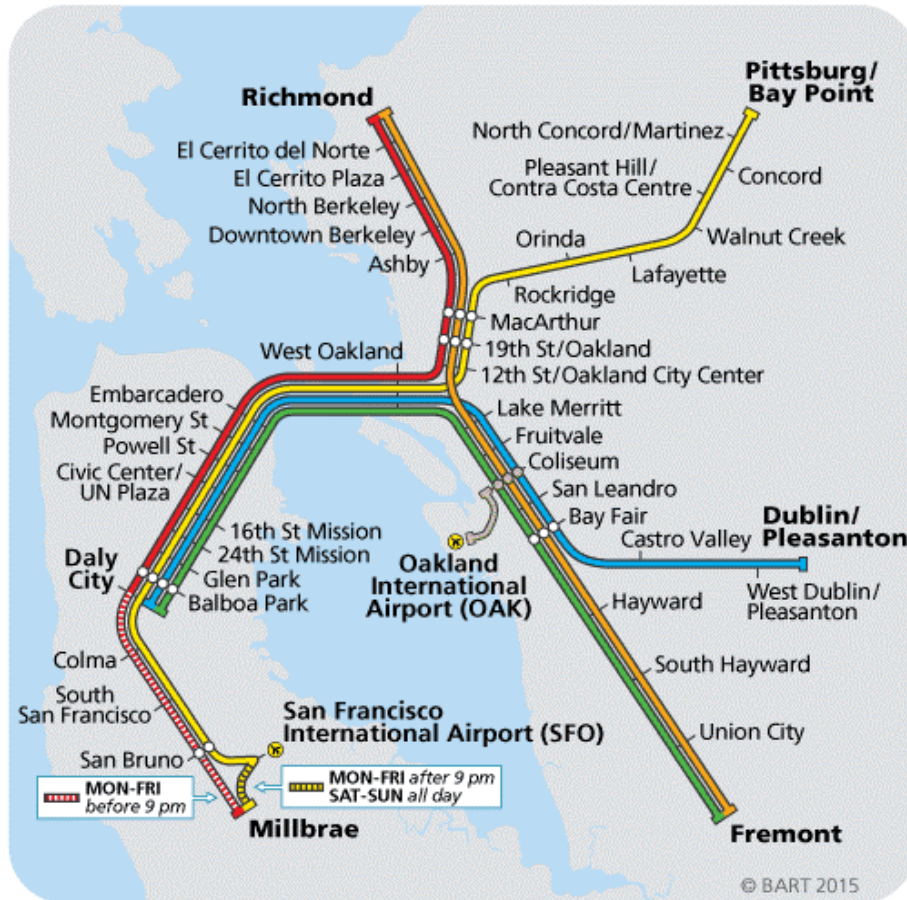 Richmond
El Cerrito del Norte
El Cerrito Plaza
North Berkeley
Downtown Berkeley
Ashby
Pittsburg/
Bay Point
North Concord/Martinez
Pleasant Hill/
Contra Costa Centre
Concord
Orinda
Walnut Creek
Lafayette
Rockridge
MacArthur
19th St/Oakland
12th St/Oakland City Center
West Oakland
Embarcadero
Montgomery St
Powell St
Civic Center/
UN Plaza
16th St Mission
24th St Mission
Glen Park
Balboa Park
Daly
City
Lake Merritt
Fruitvale
Coliseum
San Leandro
Bay Fair
Oakland
International
Airport (OAK)
Castro Valley
Dublin/
Pleasanton
West Dublin/
Pleasanton
Hayward
South Hayward
Union City
Fremont
Colma
South
San Francisco
San Bruno
San Francisco
International Airport (SFO)
MON-FRI
before 9 pm
MON-FRI after 9 pm
SAT-SUN all day
Millbrae
© BART 2015